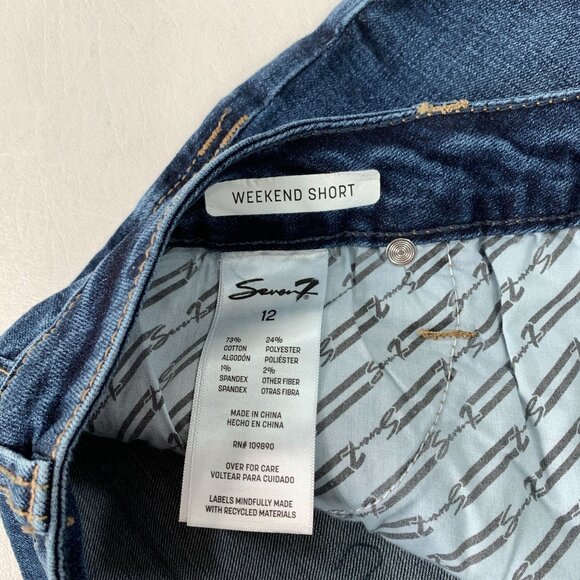 WEEKEND SHORT
Seven7®
12
73% 24%
COTTON POLYESTER
ALGODÓN POLIÉSTER
1% 2%
SPANDEX OTHER FIBER
SPANDEX OTRAS FIBRA
MADE IN CHINA
HECHO EN CHINA
RN# 109890
OVER FOR CARE
VOLTEAR PARA CUIDADO
LABELS MINDFULLY MADE
WITH RECYCLED MATERIALS